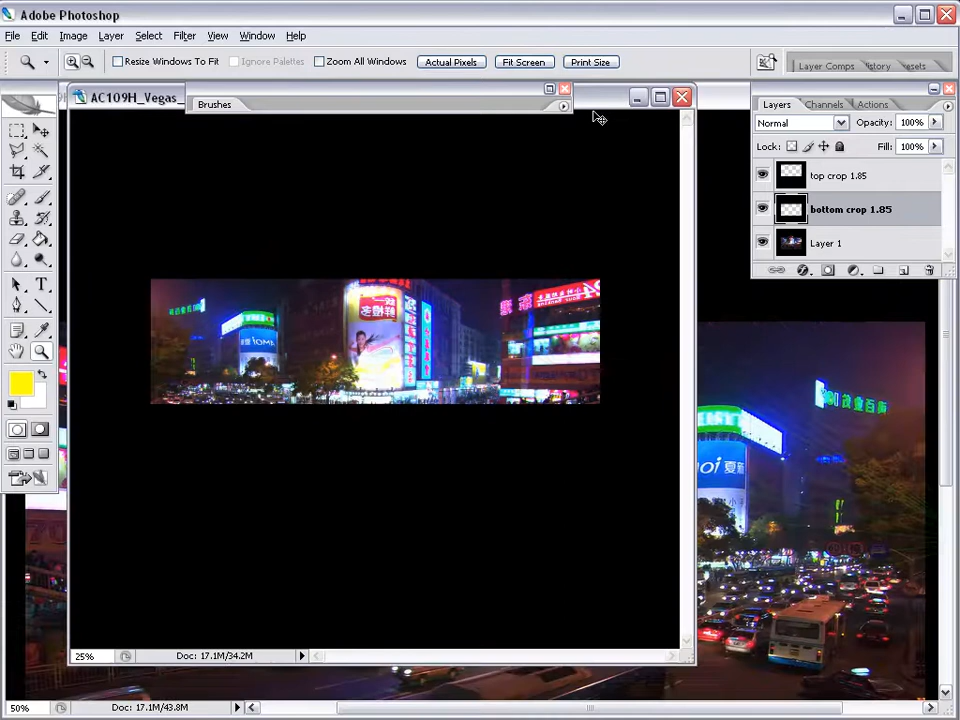 Adobe Photoshop
File Edit Image Layer Select Filter View Window Help
Resize Windows To Fit Ignore Palettes Zoom All Windows Actual Pixels Fit Screen Print Size
Layer Comps History
AC109H_Vegas_
Brushes
Layers Channels Actions
Normal Opacity: 100%
Lock: Fill: 100%
top crop 1.85
bottom crop 1.85
Layer 1
25% Doc: 17.1M/34.2M
50% Doc: 17.1M/43.8M